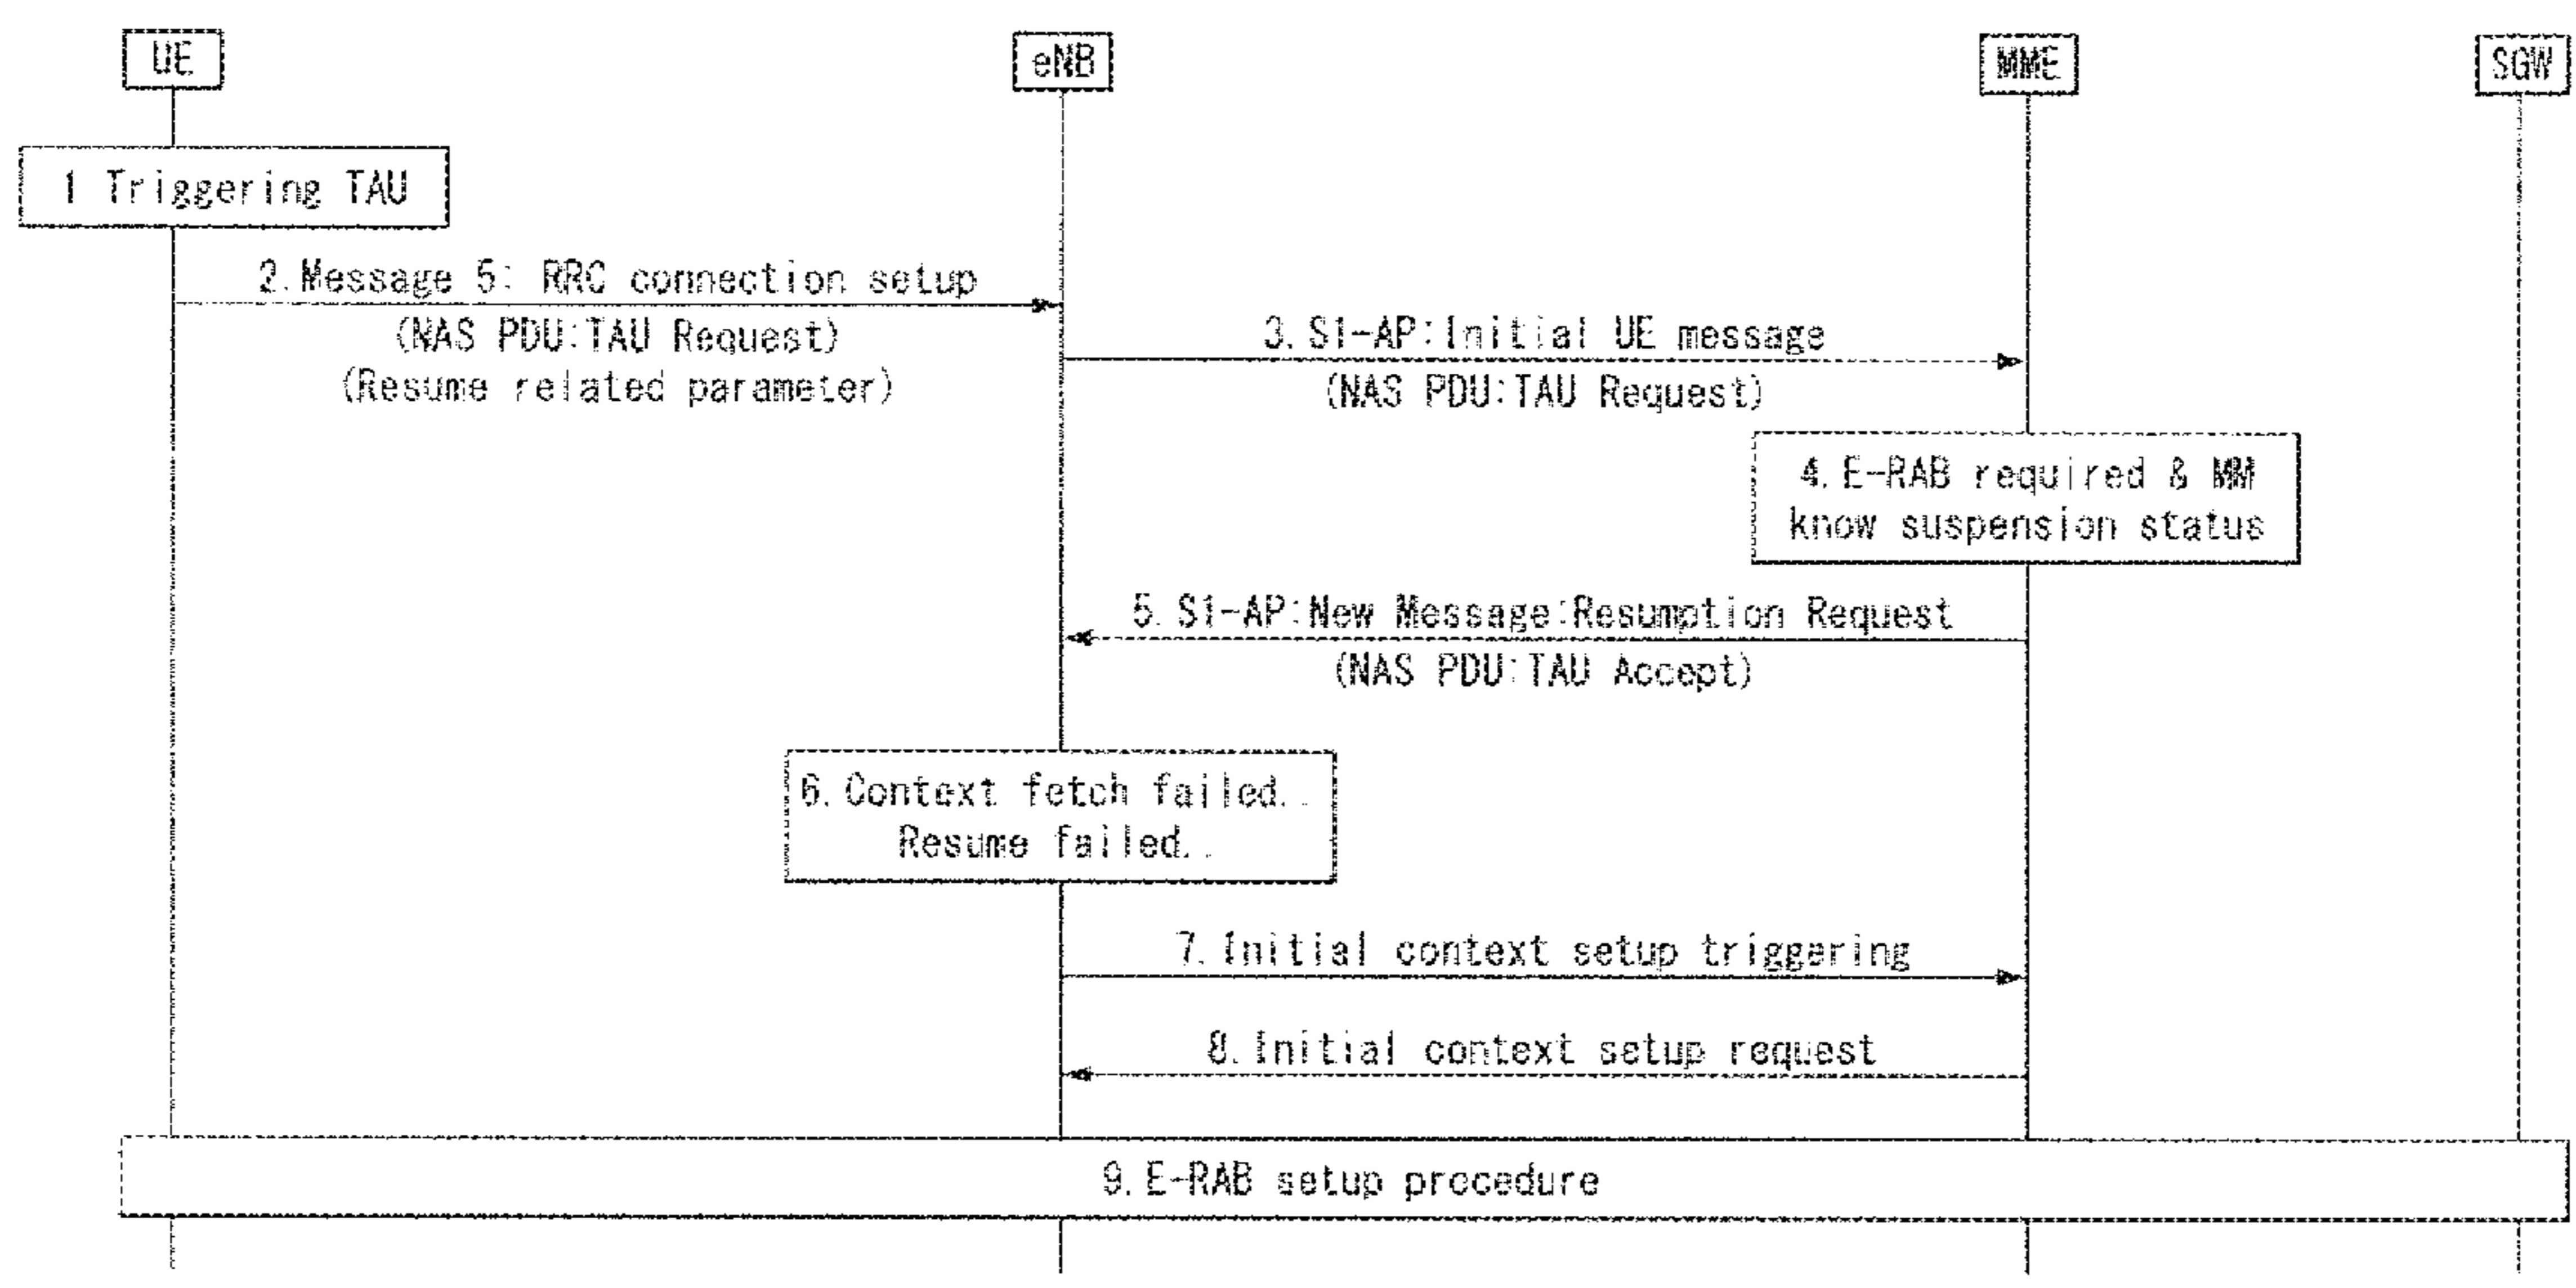 UE
eNB
MME
SGW
1 Triggering TAU
2. Message 5: RRC connection setup
(NAS PDU:TAU Request)
(Resume related parameter)
3. S1-AP:Initial UE message
(NAS PDU:TAU Request)
4. E-RAB required & MM
know suspension status
5. S1-AP:New Message:Resumption Request
(NAS PDU:TAU Accept)
6. Context fetch failed..
Resume failed..
7. Initial context setup triggering
8. Initial context setup request
9. E-RAB setup procedure